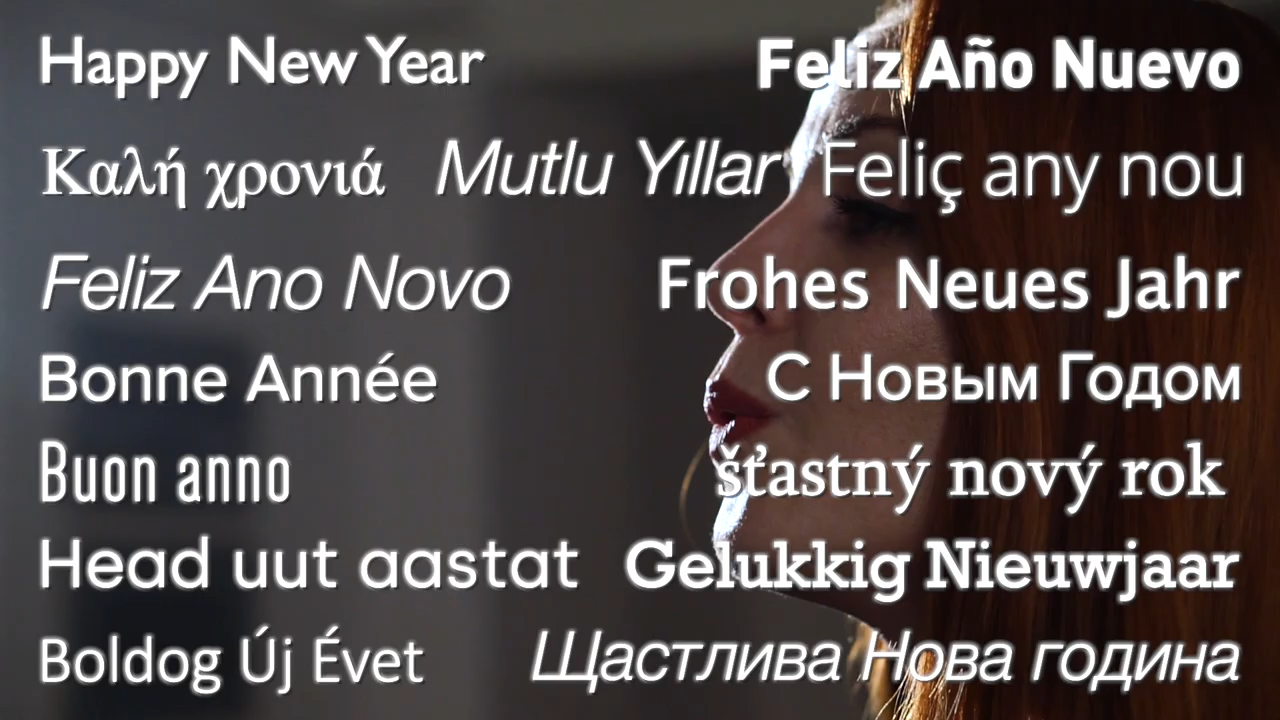 Happy New Year
Feliz Año Nuevo
Καλή χρονιά
Mutlu Yıllar
Feliç any nou
Feliz Ano Novo
Frohes Neues Jahr
Bonne Année
С Новым Годом
Buon anno
šťastný nový rok
Head uut aastat
Gelukkig Nieuwjaar
Boldog Új Évet
Щастлива Нова година